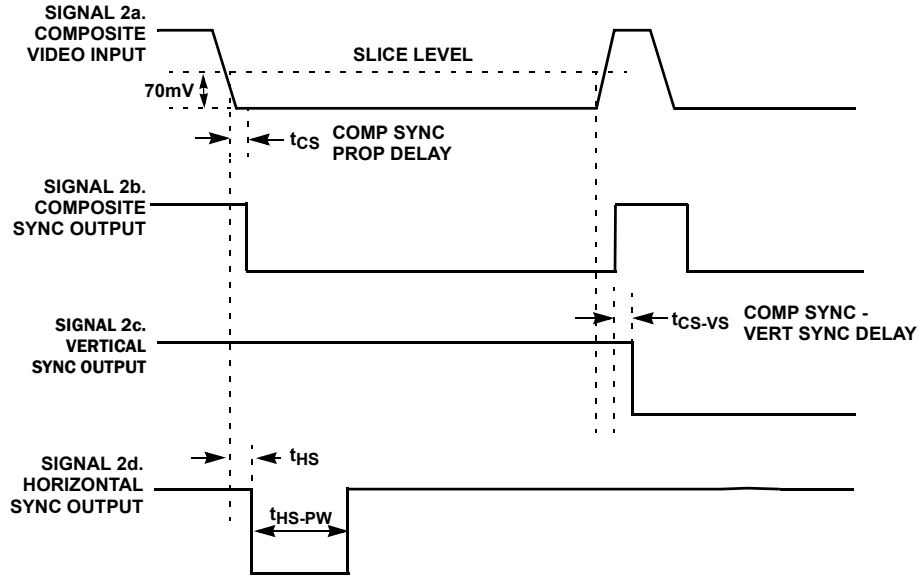 SIGNAL 2a.
COMPOSITE
VIDEO INPUT
SLICE LEVEL
70mV
tCS COMP SYNC
PROP DELAY
SIGNAL 2b.
COMPOSITE
SYNC OUTPUT
tCS-VS COMP SYNC -
VERT SYNC DELAY
SIGNAL 2c.
VERTICAL
SYNC OUTPUT
tHS
SIGNAL 2d.
HORIZONTAL
SYNC OUTPUT
tHS-PW